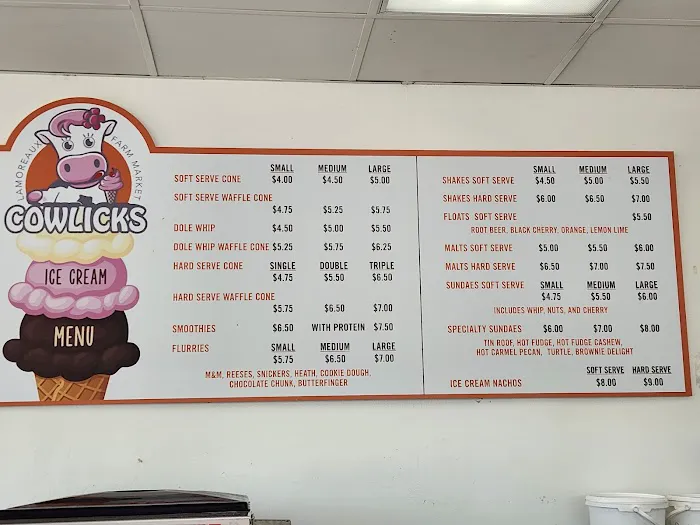 LAMOREAUX FARM MARKET
COWLICKS
ICE CREAM
MENU
SMALL MEDIUM LARGE
SOFT SERVE CONE $4.00 $4.50 $5.00
SOFT SERVE WAFFLE CONE
$4.75 $5.25 $5.75
DOLE WHIP $4.50 $5.00 $5.50
DOLE WHIP WAFFLE CONE $5.25 $5.75 $6.25
HARD SERVE CONE SINGLE DOUBLE TRIPLE
$4.75 $5.50 $6.50
HARD SERVE WAFFLE CONE
$5.75 $6.50 $7.00
SMOOTHIES $6.50 WITH PROTEIN $7.50
FLURRIES SMALL MEDIUM LARGE
$5.75 $6.50 $7.00
M&M, REESES, SNICKERS, HEATH, COOKIE DOUGH,
CHOCOLATE CHUNK, BUTTERFINGER
SMALL MEDIUM LARGE
SHAKES SOFT SERVE $4.50 $5.00 $5.50
SHAKES HARD SERVE $6.00 $6.50 $7.00
FLOATS SOFT SERVE $5.50
ROOT BEER, BLACK CHERRY, ORANGE, LEMON LIME
MALTS SOFT SERVE $5.00 $5.50 $6.00
MALTS HARD SERVE $6.50 $7.00 $7.50
SUNDAES SOFT SERVE SMALL MEDIUM LARGE
$4.75 $5.50 $6.00
INCLUDES WHIP, NUTS, AND CHERRY
SPECIALTY SUNDAES $6.00 $7.00 $8.00
TIN ROOF, HOT FUDGE, HOT FUDGE CASHEW,
HOT CARMEL PECAN, TURTLE, BROWNIE DELIGHT
SOFT SERVE HARD SERVE
ICE CREAM NACHOS $8.00 $9.00